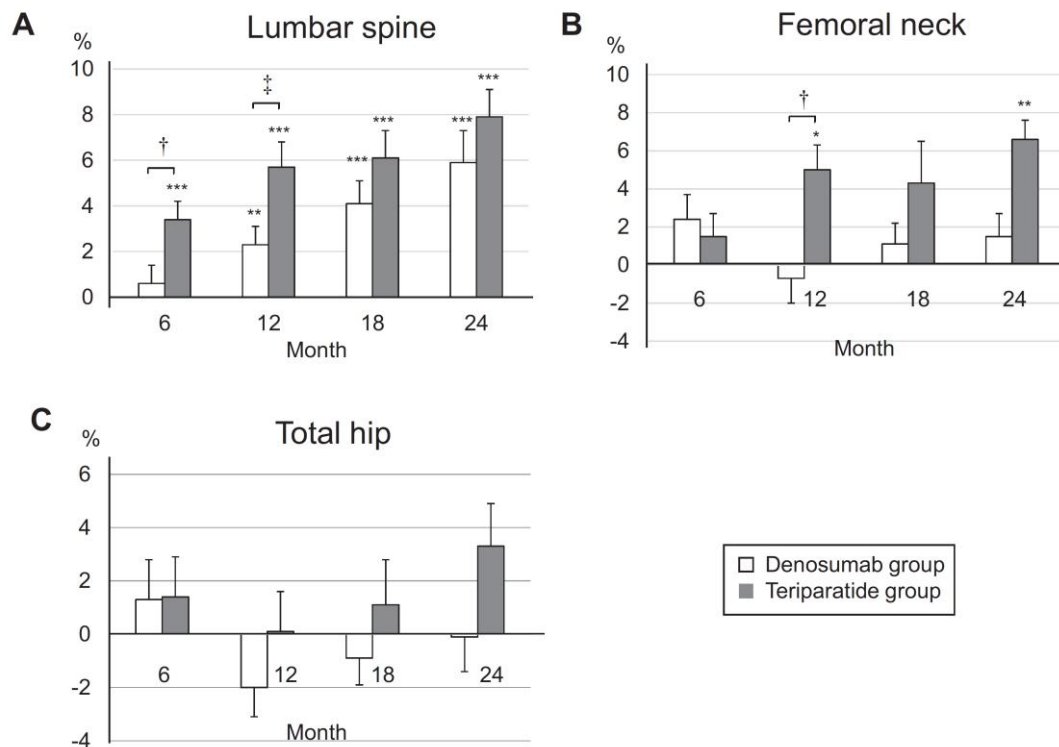 A
Lumbar spine
%
10
8
6
4
2
0
†
***
‡
**
***
***
***
***
***
6 12 18 24
Month
B
Femoral neck
%
10
8
6
4
2
0
-2
-4
†
*
**
6 12 18 24
Month
C
Total hip
%
6
4
2
0
-2
-4
6 12 18 24
Month
Denosumab group
Teriparatide group